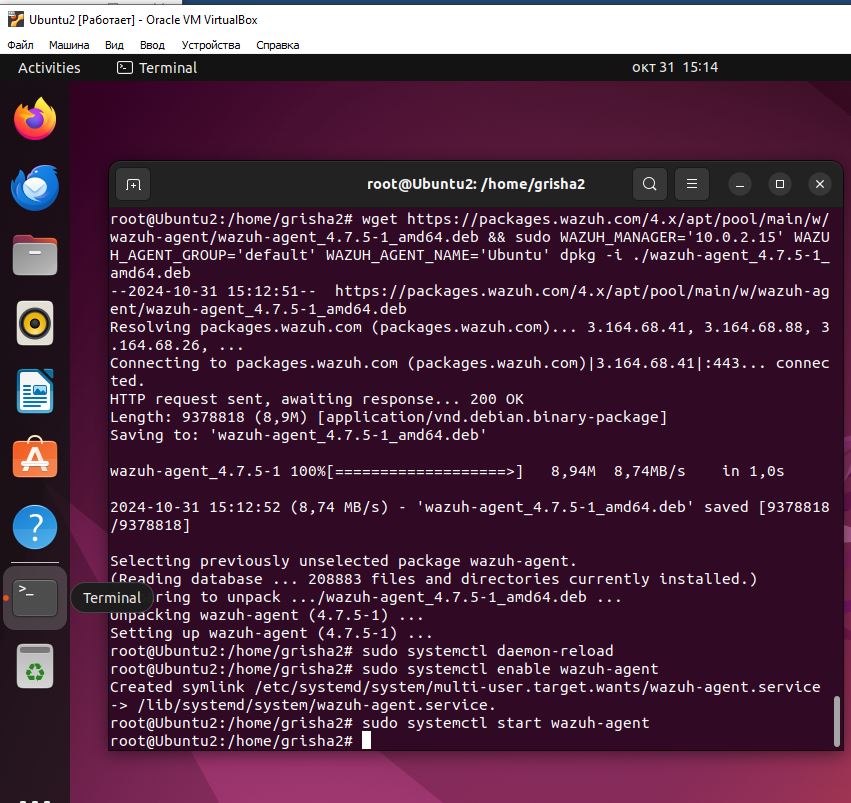 Ubuntu2 [Работает] - Oracle VM VirtualBox
Файл Машина Вид Ввод Устройства Справка
Activities Terminal окт 31 15:14
root@Ubuntu2: /home/grisha2
root@Ubuntu2:/home/grisha2# wget https://packages.wazuh.com/4.x/apt/pool/main/w/
wazuh-agent/wazuh-agent_4.7.5-1_amd64.deb && sudo WAZUH_MANAGER='10.0.2.15' WAZU
H_AGENT_GROUP='default' WAZUH_AGENT_NAME='Ubuntu' dpkg -i ./wazuh-agent_4.7.5-1_
amd64.deb
--2024-10-31 15:12:51-- https://packages.wazuh.com/4.x/apt/pool/main/w/wazuh-ag
ent/wazuh-agent_4.7.5-1_amd64.deb
Resolving packages.wazuh.com (packages.wazuh.com)... 3.164.68.41, 3.164.68.88, 3
.164.68.26, ...
Connecting to packages.wazuh.com (packages.wazuh.com)|3.164.68.41|:443... connec
ted.
HTTP request sent, awaiting response... 200 OK
Length: 9378818 (8,9M) [application/vnd.debian.binary-package]
Saving to: 'wazuh-agent_4.7.5-1_amd64.deb'
wazuh-agent_4.7.5-1 100%[===================>] 8,94M 8,74MB/s in 1,0s
2024-10-31 15:12:52 (8,74 MB/s) - 'wazuh-agent_4.7.5-1_amd64.deb' saved [9378818
/9378818]
Selecting previously unselected package wazuh-agent.
(Reading database ... 208883 files and directories currently installed.)
Terminal
ring to unpack .../wazuh-agent_4.7.5-1_amd64.deb ...
Unpacking wazuh-agent (4.7.5-1) ...
Setting up wazuh-agent (4.7.5-1) ...
root@Ubuntu2:/home/grisha2# sudo systemctl daemon-reload
root@Ubuntu2:/home/grisha2# sudo systemctl enable wazuh-agent
Created symlink /etc/systemd/system/multi-user.target.wants/wazuh-agent.service
-> /lib/systemd/system/wazuh-agent.service.
root@Ubuntu2:/home/grisha2# sudo systemctl start wazuh-agent
root@Ubuntu2:/home/grisha2#